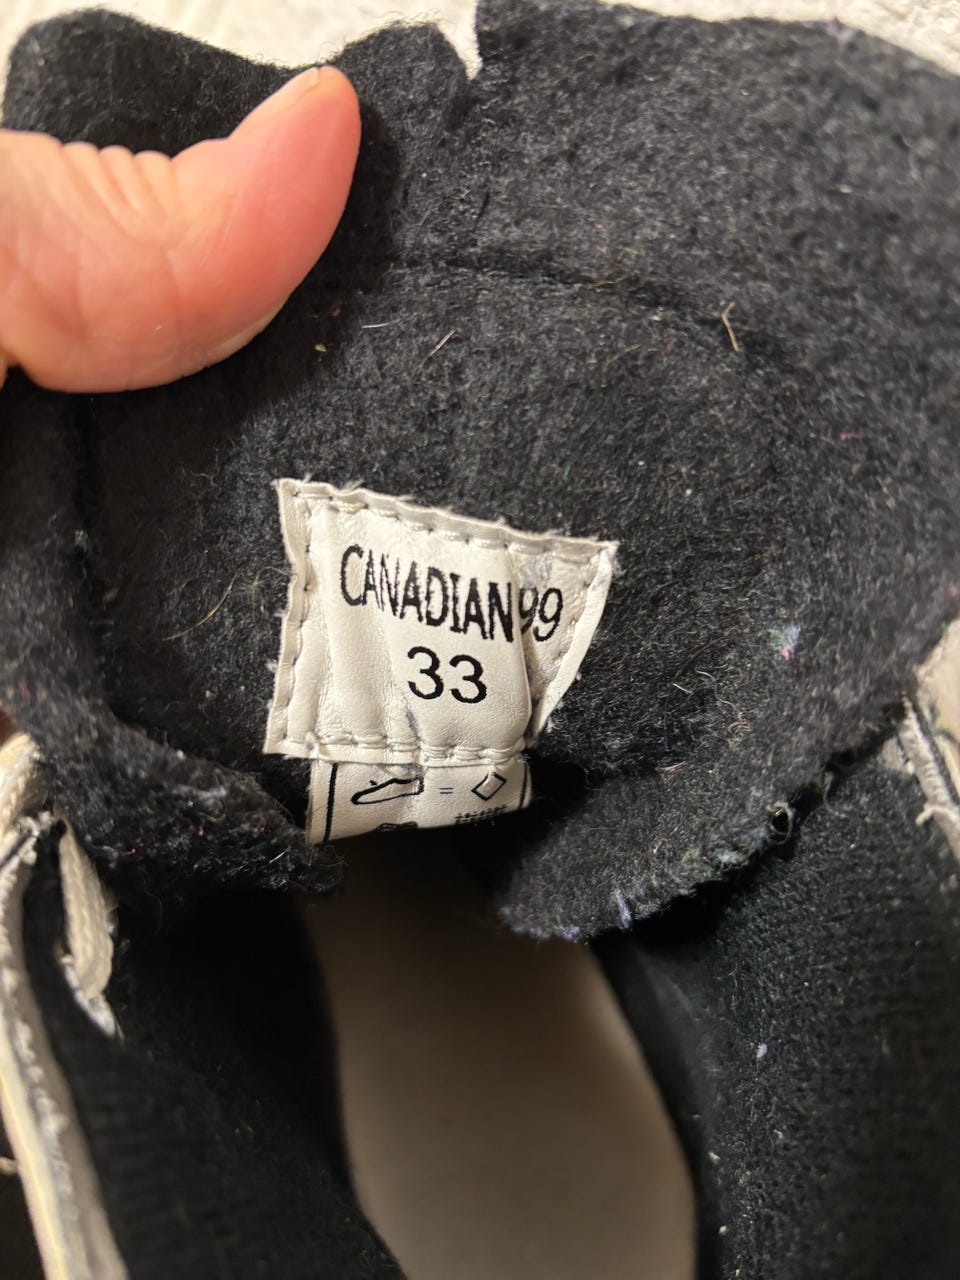 CANADIAN 99
33
=